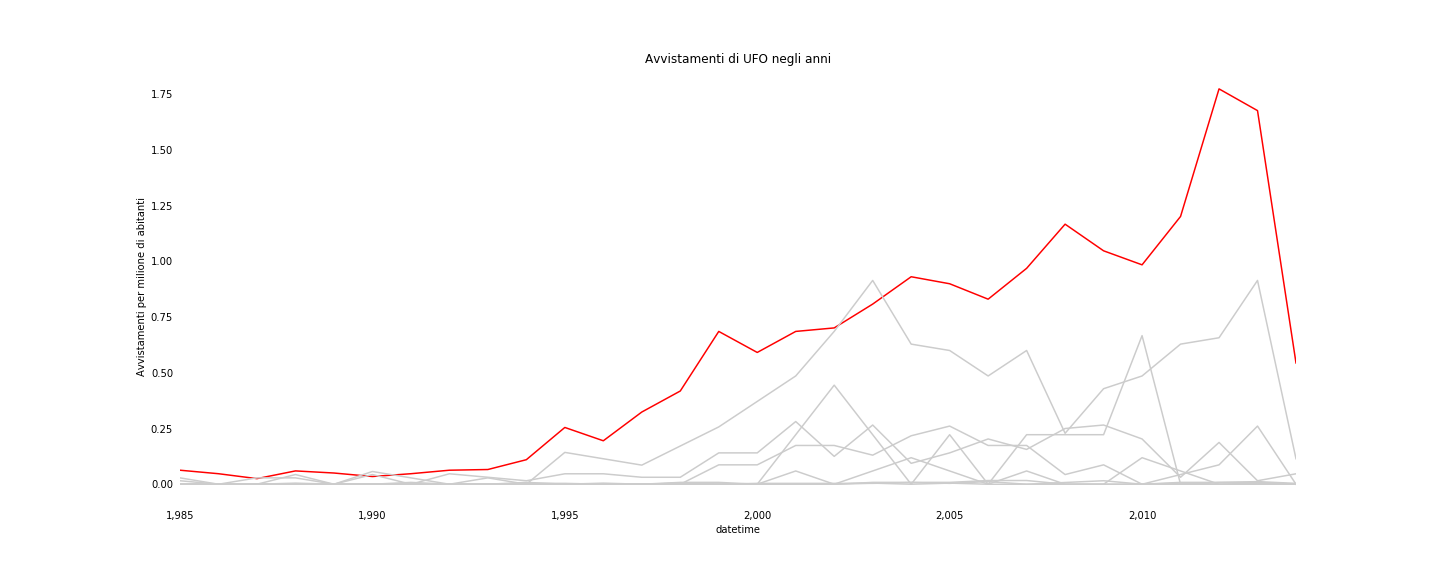 Avvistamenti di UFO negli anni
Avvistamenti per milione di abitanti
1.75
1.50
1.25
1.00
0.75
0.50
0.25
0.00
1,985 1,990 1,995 2,000 2,005 2,010
datetime